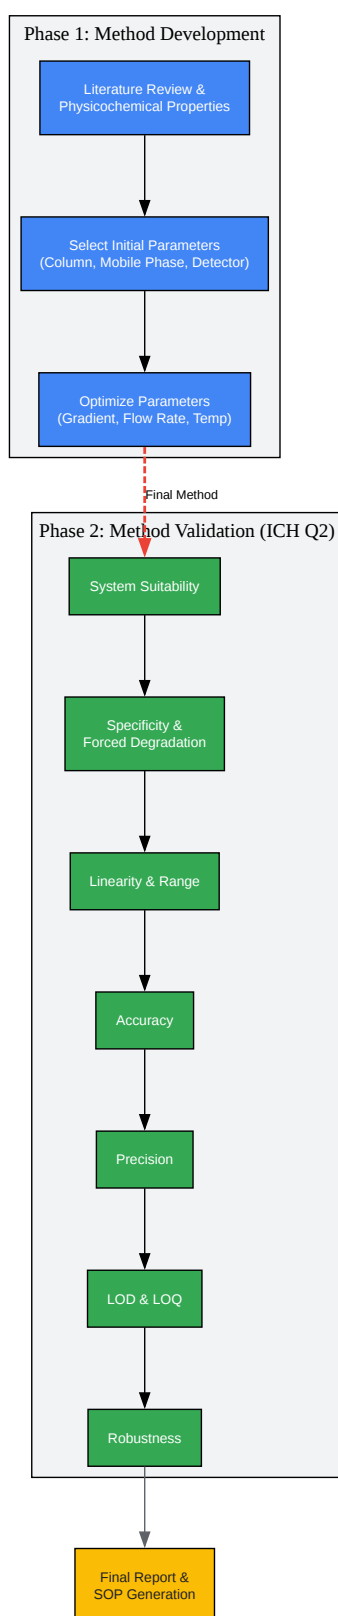 Phase 1: Method Development
Literature Review &
Physicochemical Properties
Select Initial Parameters
(Column, Mobile Phase, Detector)
Optimize Parameters
(Gradient, Flow Rate, Temp)
Final Method
Phase 2: Method Validation (ICH Q2)
System Suitability
Specificity &
Forced Degradation
Linearity & Range
Accuracy
Precision
LOD & LOQ
Robustness
Final Report &
SOP Generation